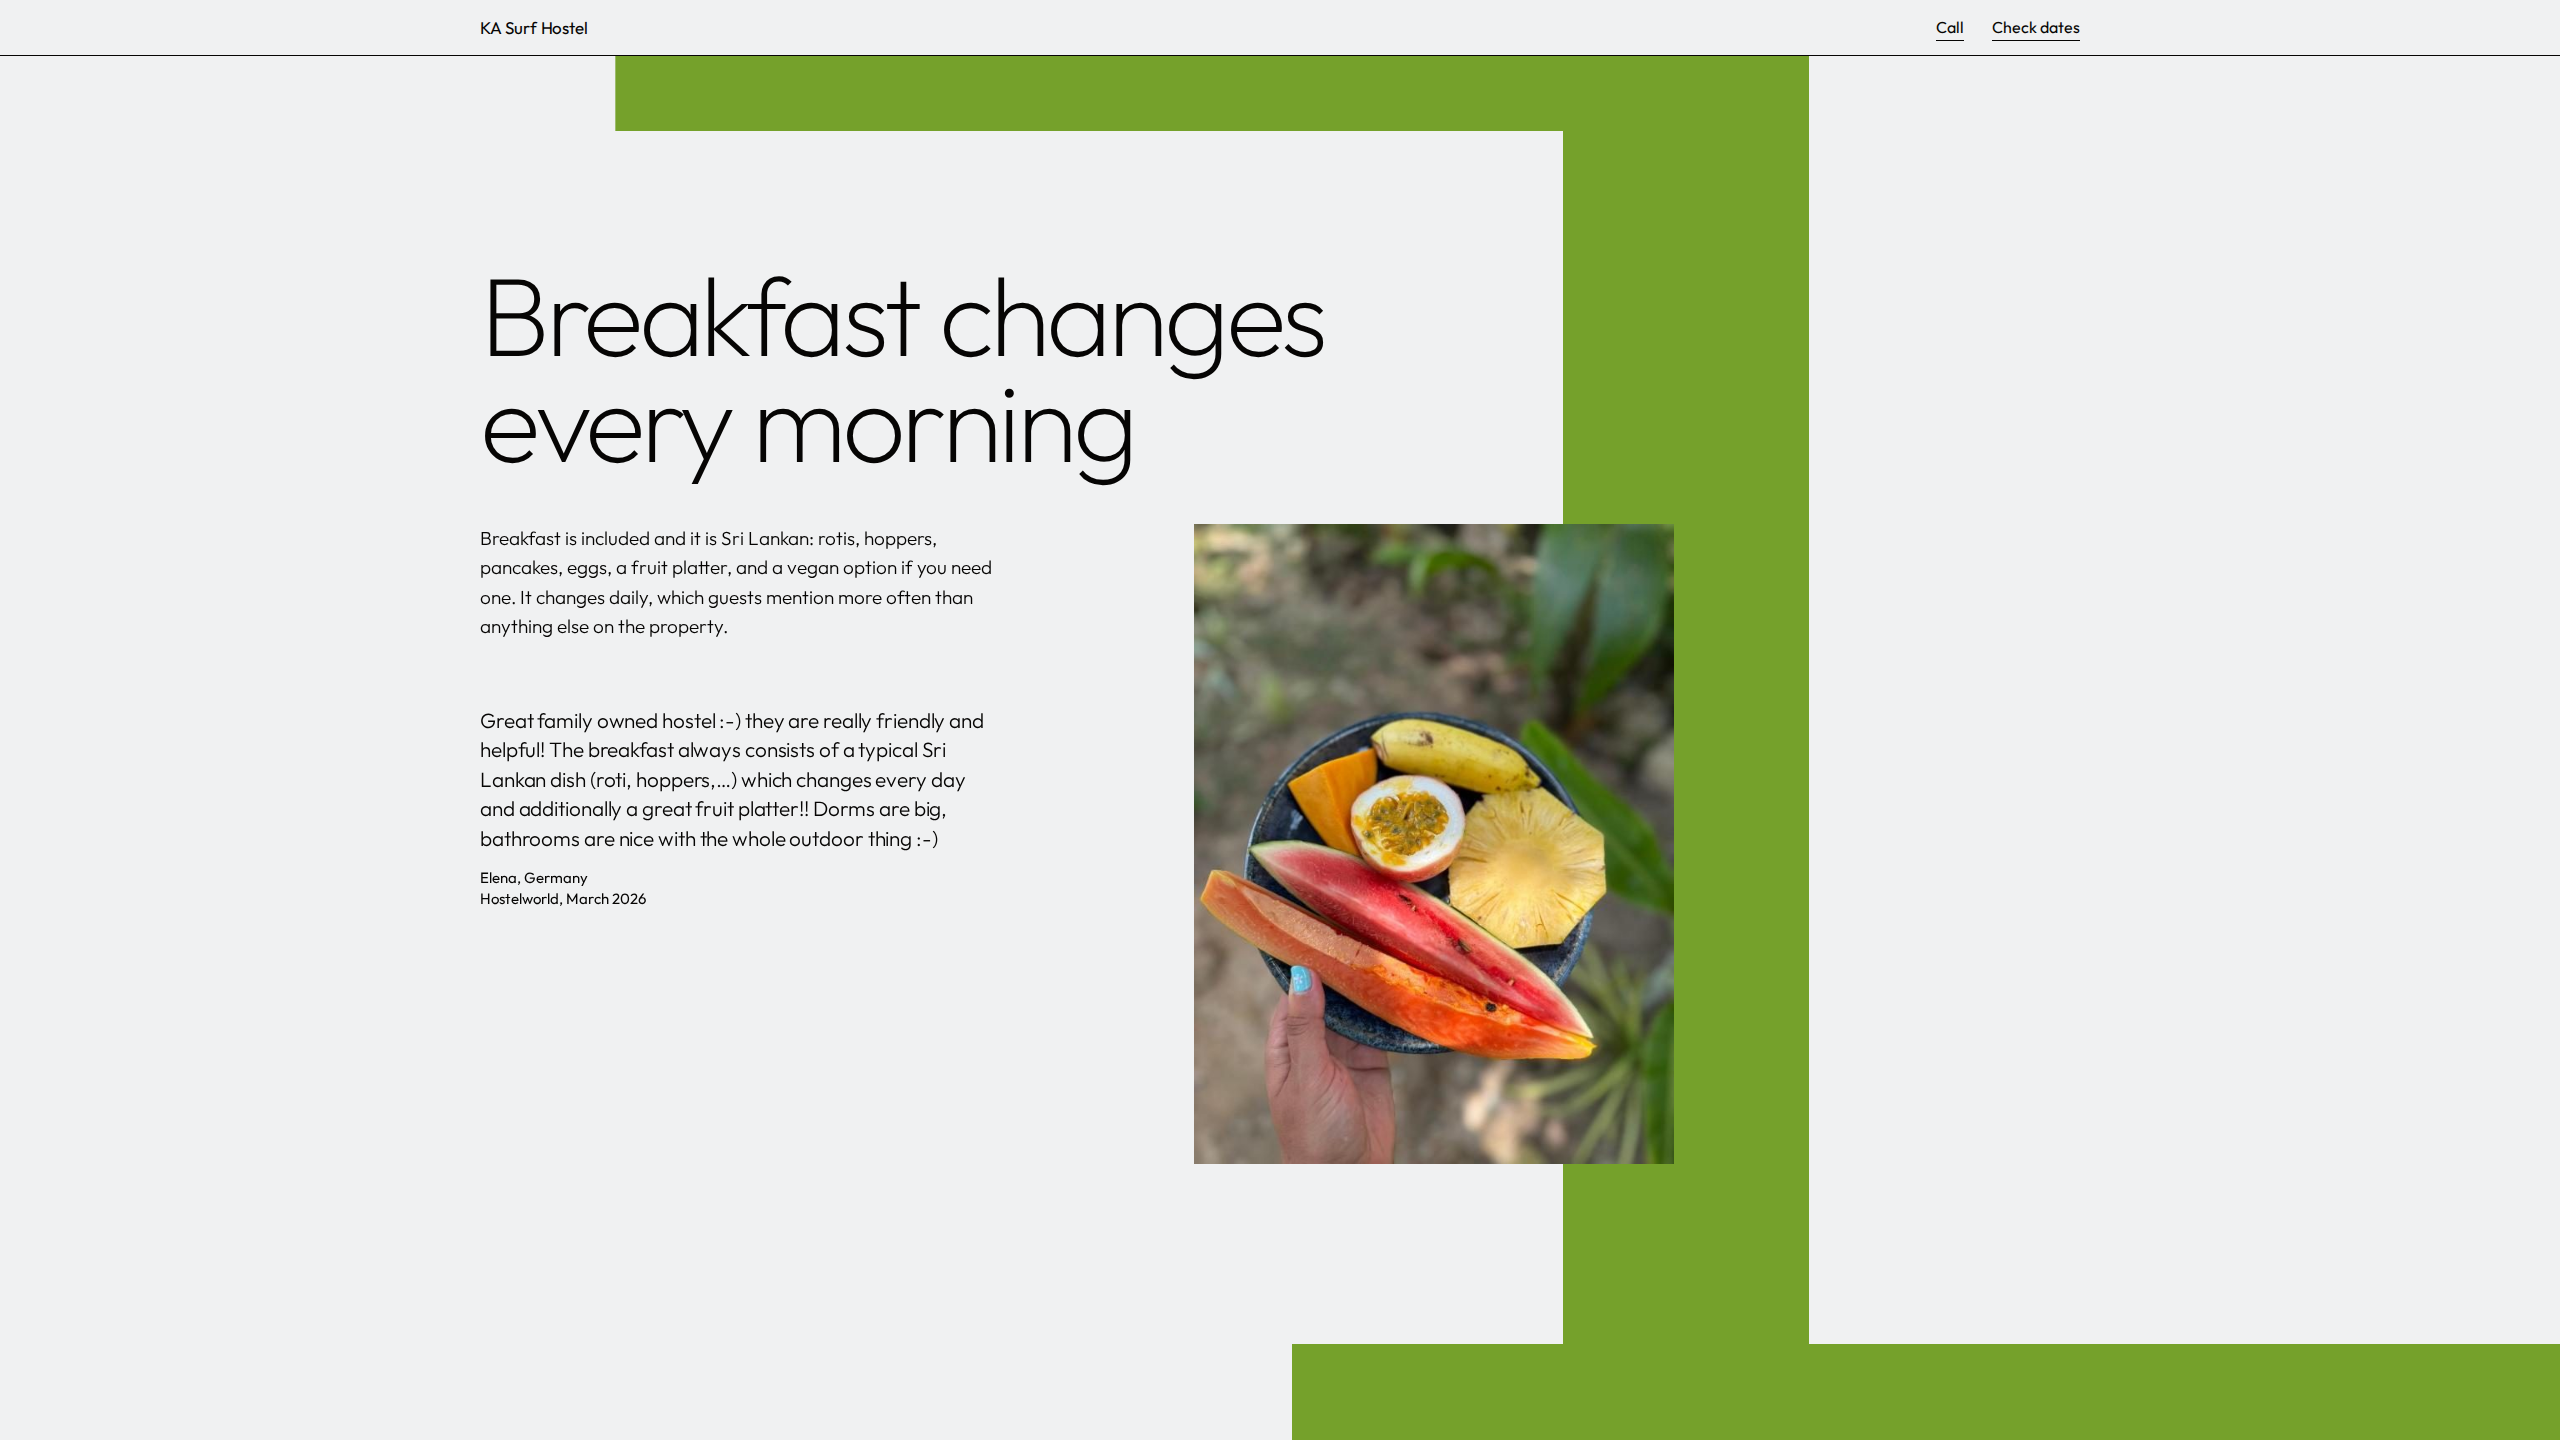 KA Surf Hostel
Call
Check dates
Breakfast changes
every morning
Breakfast is included and it is Sri Lankan: rotis, hoppers,
pancakes, eggs, a fruit platter, and a vegan option if you need
one. It changes daily, which guests mention more often than
anything else on the property.
Great family owned hostel :-) they are really friendly and
helpful! The breakfast always consists of a typical Sri
Lankan dish (roti, hoppers,...) which changes every day
and additionally a great fruit platter!! Dorms are big,
bathrooms are nice with the whole outdoor thing :-)
Elena, Germany
Hostelworld, March 2026